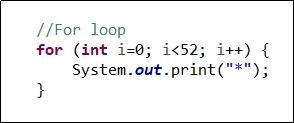 //For loop
for (int i=0; i<52; i++) {
    System.out.print("*");
}